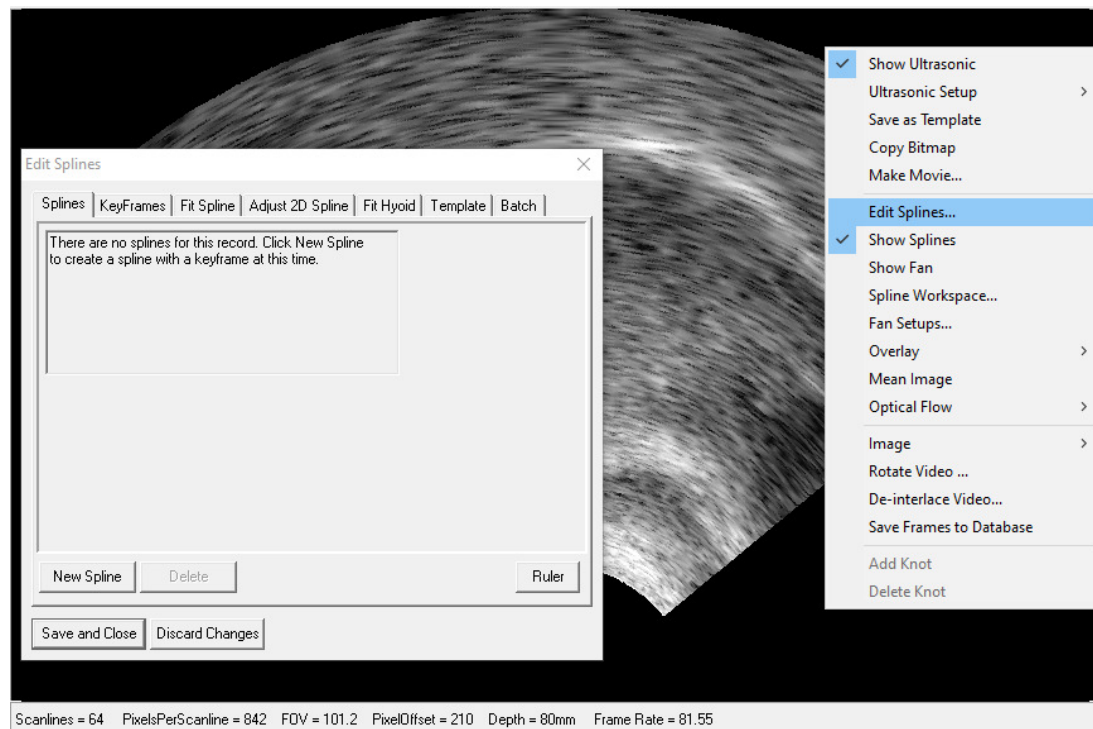 Edit Splines
Splines KeyFrames Fit Spline Adjust 2D Spline Fit Hyoid Template Batch
There are no splines for this record. Click New Spline
to create a spline with a keyframe at this time.
New Spline Delete Ruler
Save and Close Discard Changes
Show Ultrasonic
Ultrasonic Setup
Save as Template
Copy Bitmap
Make Movie...
Edit Splines...
Show Splines
Show Fan
Spline Workspace...
Fan Setups...
Overlay
Mean Image
Optical Flow
Image
Rotate Video ...
De-interlace Video...
Save Frames to Database
Add Knot
Delete Knot
Scanlines = 64 PixelsPerScanline = 842 FOV = 101.2 PixelOffset = 210 Depth = 80mm Frame Rate = 81.55